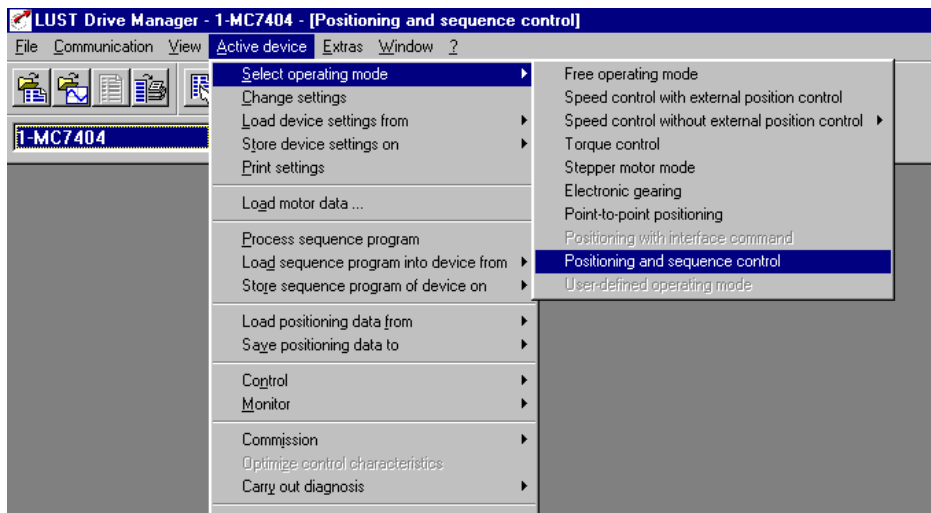 LUST Drive Manager - 1-MC7404 - [Positioning and sequence control]
File Communication View Active device Extras Window ?
1-MC7404
Select operating mode
Change settings
Load device settings from
Store device settings on
Print settings
Load motor data ...
Process sequence program
Load sequence program into device from
Store sequence program of device on
Load positioning data from
Save positioning data to
Control
Monitor
Commission
Optimize control characteristics
Carry out diagnosis
Free operating mode
Speed control with external position control
Speed control without external position control
Torque control
Stepper motor mode
Electronic gearing
Point-to-point positioning
Positioning with interface command
Positioning and sequence control
User-defined operating mode